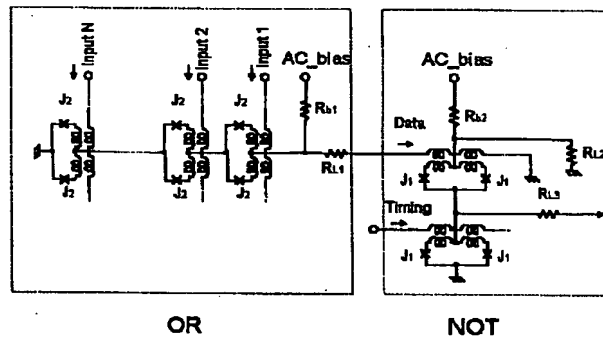 Input N
Input 2
Input 1
AC_bias
AC_bias
J2
J2
J2
Rb1
Rb2
Data
RL1
RL2
J2
J2
J2
J1
J1
RL3
Timing
J1
J1
OR
NOT